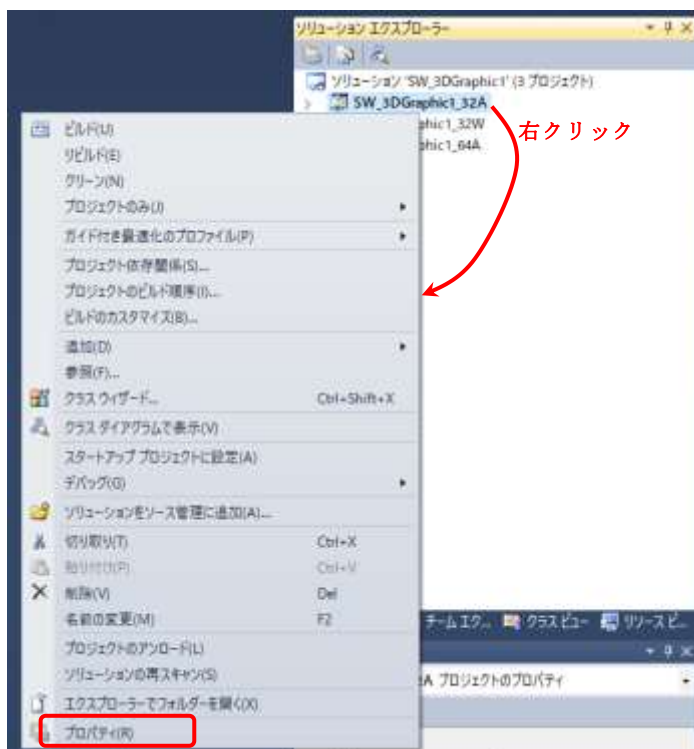 ソリューション エクスプローラー
ソリューション 'SW_3DGraphic1' (3 プロジェクト)
SW_3DGraphic1_32A
phic1_32W
phic1_64A
右クリック
ビルド(U)
リビルド(E)
クリーン(N)
プロジェクトのみ(J)
ガイド付き最適化のプロファイル(P)
プロジェクト依存関係(S)...
プロジェクトのビルド順序(I)...
ビルドのカスタマイズ(B)...
追加(D)
参照(F)...
クラス ウィザード... Ctrl+Shift+X
クラス ダイアグラムで表示(V)
スタートアップ プロジェクトに設定(A)
デバッグ(G)
ソリューションをソース管理に追加(A)...
切り取り(T) Ctrl+X
貼り付け(P) Ctrl+V
削除(V) Del
名前の変更(M) F2
プロジェクトのアンロード(L)
ソリューションの再スキャン(S)
エクスプローラーでフォルダーを開く(X)
プロパティ(R)
チーム エク... クラス ビュー リソース ビ...
A プロジェクトのプロパティ